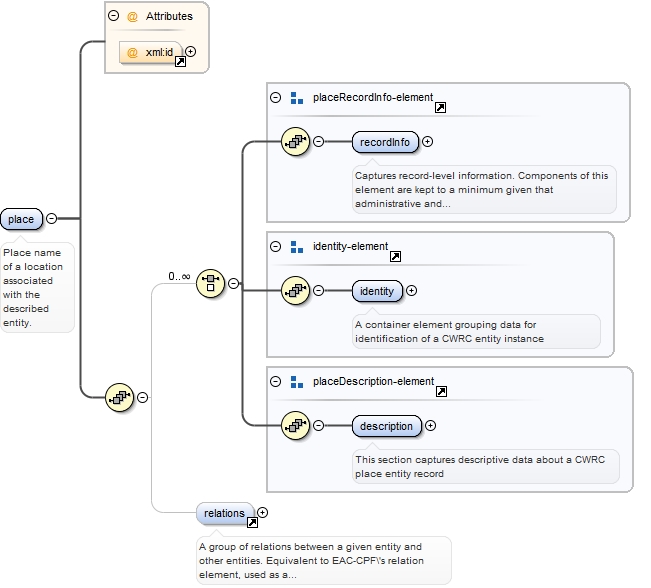 @ Attributes
@ xml:id
placeRecordInfo-element
recordInfo
Captures record-level information. Components of this
element are kept to a minimum given that
administrative and...
place
Place name
of a location
associated
with the
described
entity.
0..∞
identity-element
identity
A container element grouping data for
identification of a CWRC entity instance
placeDescription-element
description
This section captures descriptive data about a CWRC
place entity record
relations
A group of relations between a given entity and
other entities. Equivalent to EAC-CPF\'s relation
element, used as a...